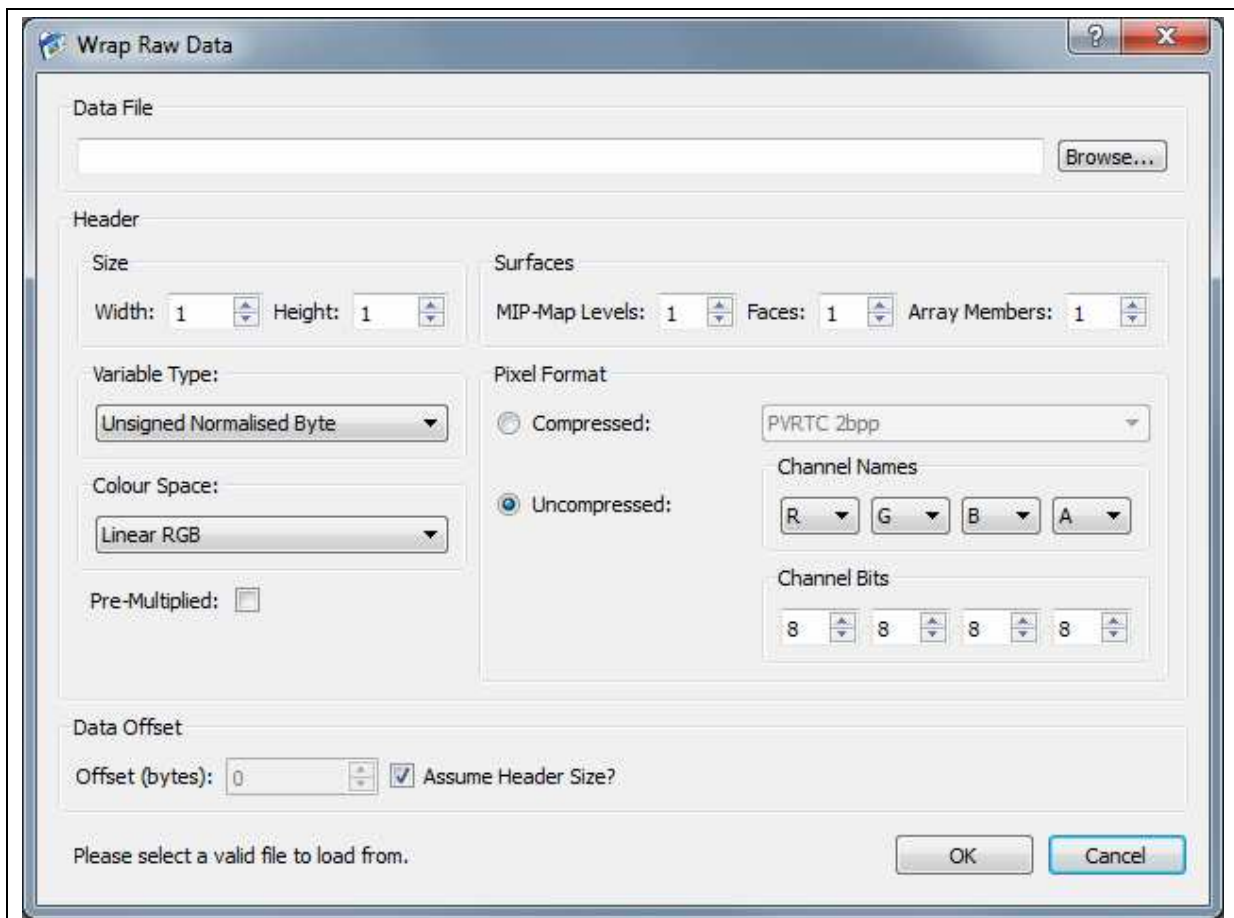 Wrap Raw Data
Data File
Browse...
Header
Size
Surfaces
Width: 1 Height: 1
MIP-Map Levels: 1 Faces: 1 Array Members: 1
Variable Type:
Unsigned Normalised Byte
Colour Space:
Linear RGB
Pre-Multiplied:
Pixel Format
Compressed: PVRTC 2bpp
Uncompressed:
Channel Names
R G B A
Channel Bits
8 8 8 8
Data Offset
Offset (bytes): 0 Assume Header Size?
Please select a valid file to load from.
OK Cancel